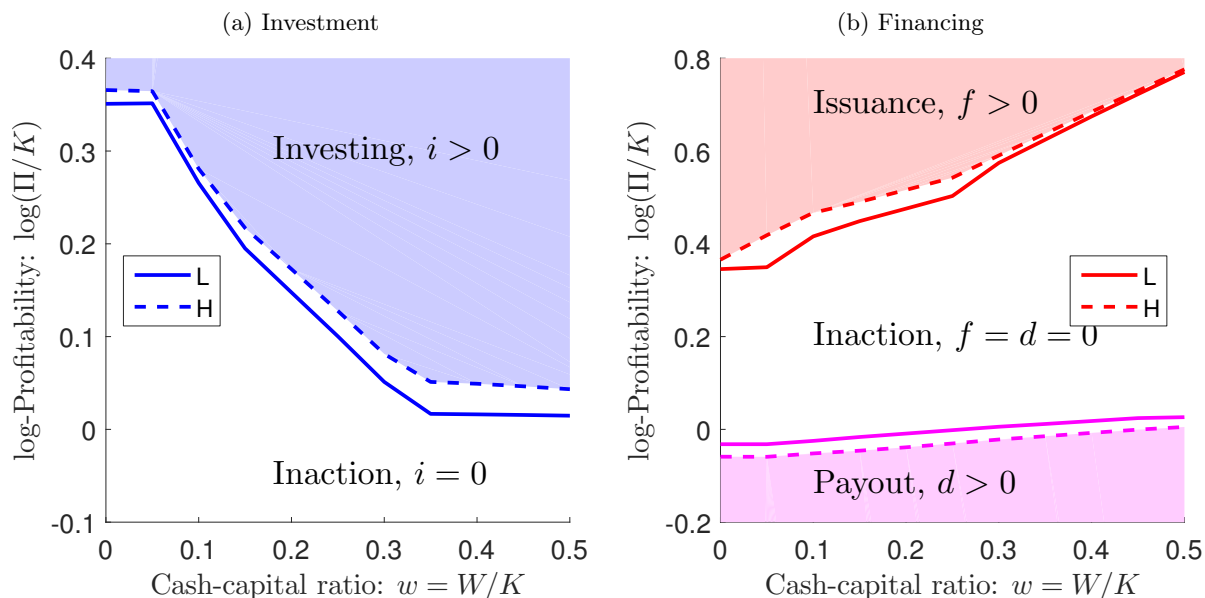 (a) Investment
0.4
0.3
0.2
0.1
0
-0.1
log-Profitability: log(Π/K)
Investing, i > 0
L
H
Inaction, i = 0
0 0.1 0.2 0.3 0.4 0.5
Cash-capital ratio: w = W/K
(b) Financing
0.8
0.6
0.4
0.2
0
-0.2
log-Profitability: log(Π/K)
Issuance, f > 0
L
H
Inaction, f = d = 0
Payout, d > 0
0 0.1 0.2 0.3 0.4 0.5
Cash-capital ratio: w = W/K